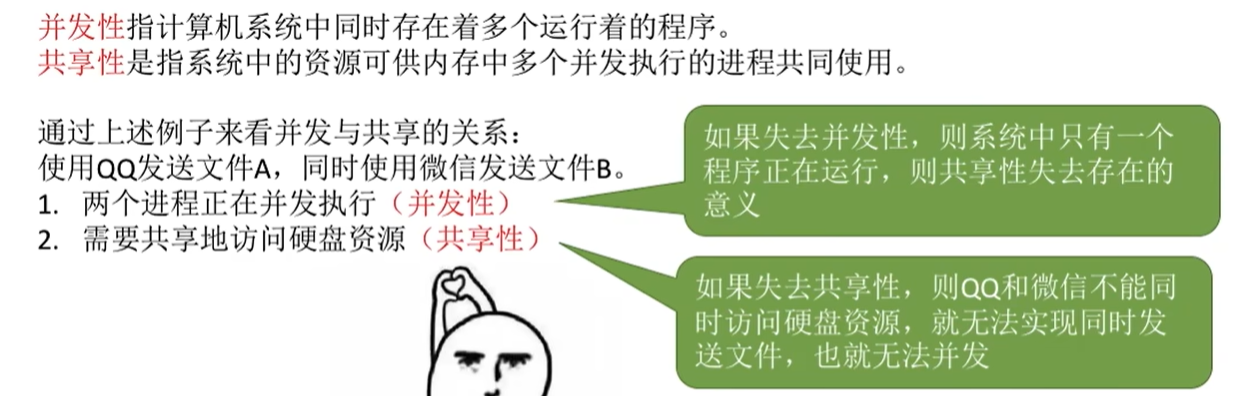 并发性指计算机系统中同时存在着多个运行着的程序。
共享性是指系统中的资源可供内存中多个并发执行的进程共同使用。
通过上述例子来看并发与共享的关系：
使用QQ发送文件A，同时使用微信发送文件B。
1. 两个进程正在并发执行（并发性）
2. 需要共享地访问硬盘资源（共享性）
如果失去并发性，则系统中只有一个
程序正在运行，则共享性失去存在的
意义
如果失去共享性，则QQ和微信不能同
时访问硬盘资源，就无法实现同时发
送文件，也就无法并发